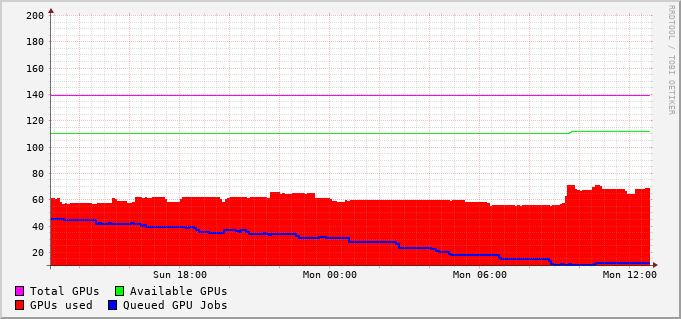 RRDTOOL / TOBI OETIKER
200
180
160
140
120
100
80
60
40
20
Sun 18:00 Mon 00:00 Mon 06:00 Mon 12:00
Total GPUs Available GPUs
GPUs used Queued GPU Jobs